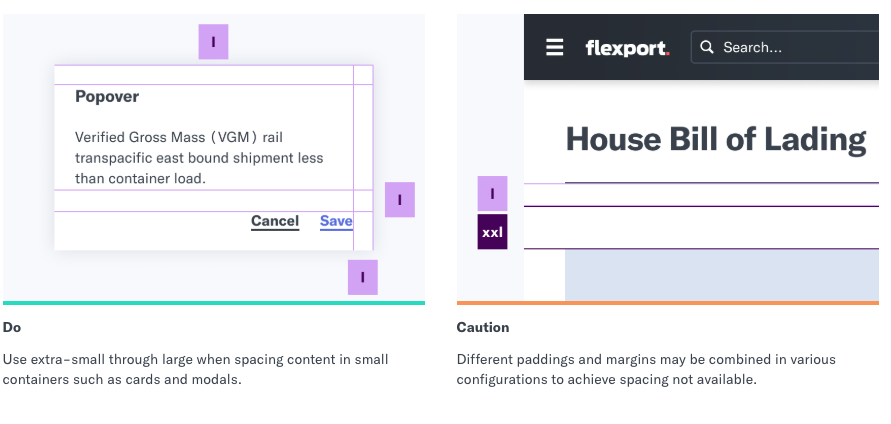 l
Popover
Verified Gross Mass (VGM) rail
transpacific east bound shipment less
than container load.
l
Cancel Save
l
Do
Use extra-small through large when spacing content in small
containers such as cards and modals.
flexport. Search...
House Bill of Lading
l
xxl
Caution
Different paddings and margins may be combined in various
configurations to achieve spacing not available.